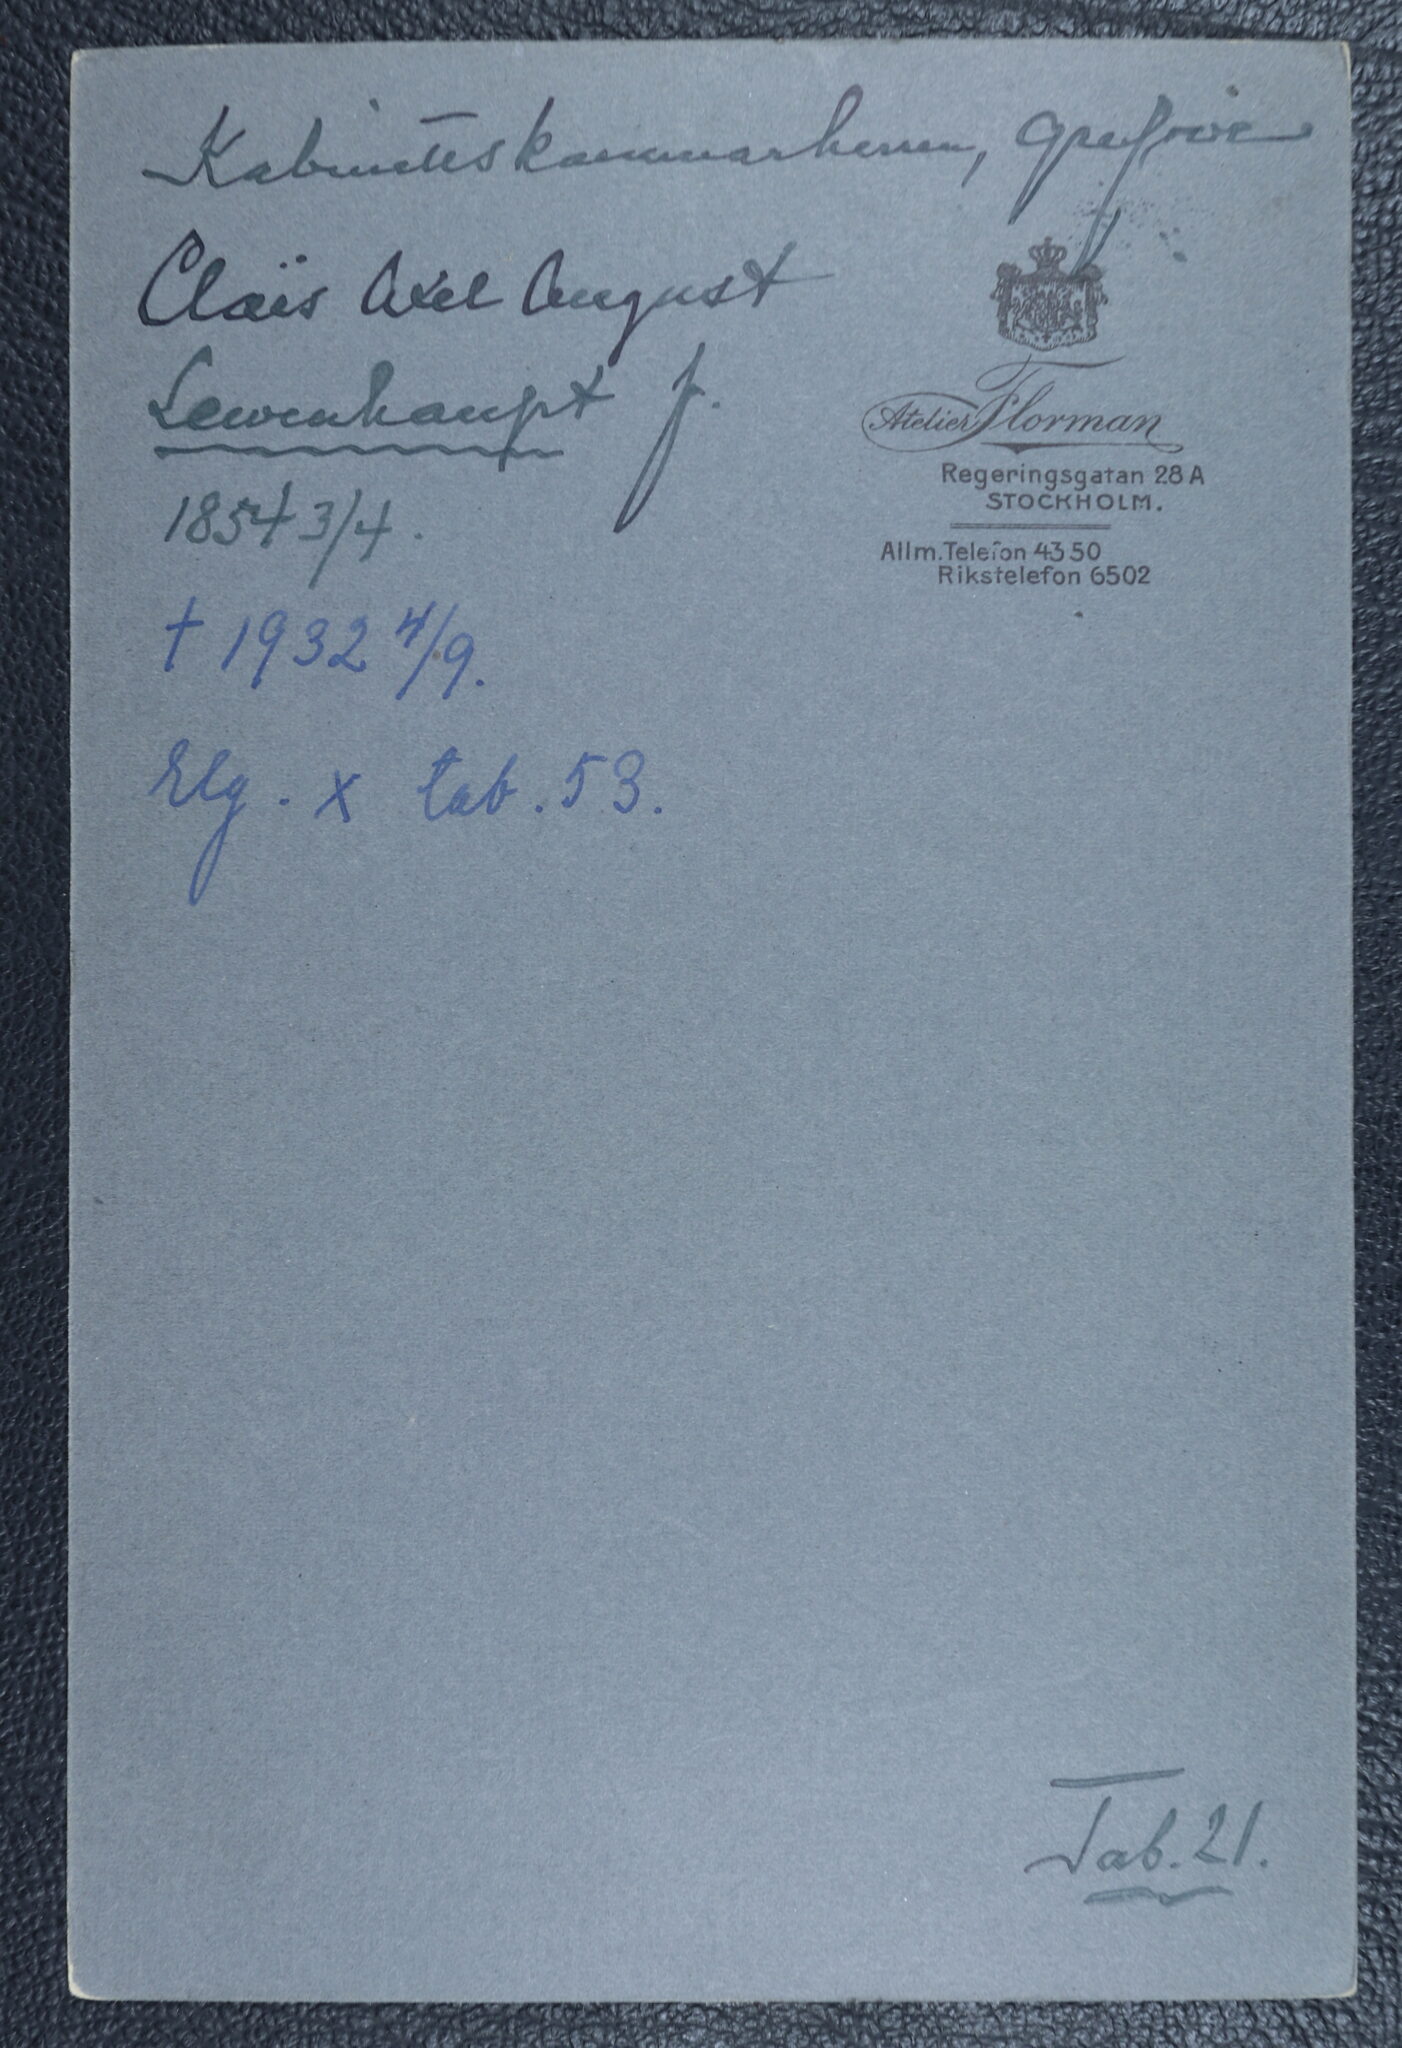 Kabinettskammarherren, Grefve
Claës Axel August
Lewenhaupt f.
1854 3/4.
† 1932 4/9.
Elg. X tab. 53.
Atelier Florman
Regeringsgatan 28 A
STOCKHOLM.
Allm. Telefon 43 50
Rikstelefon 6502
Tab. 21.